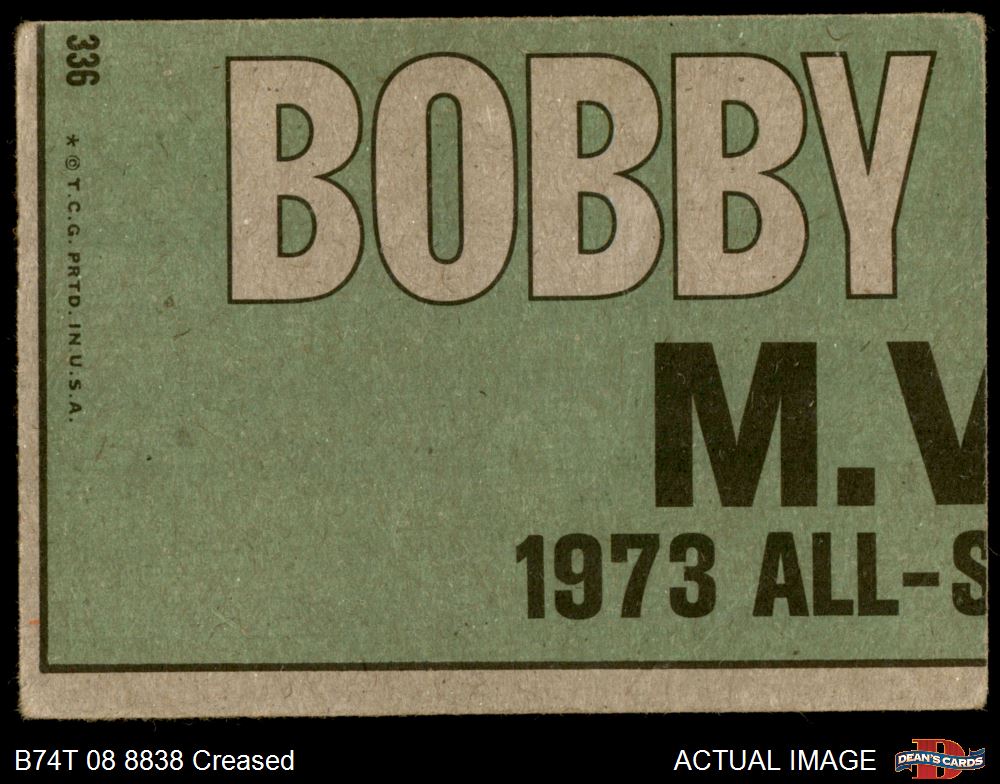 336
* © T.C.G. PRTD. IN U.S.A.
BOBBY
M.V
1973 ALL-S
B74T 08 8838 Creased
ACTUAL IMAGE
DEAN'S CARDS